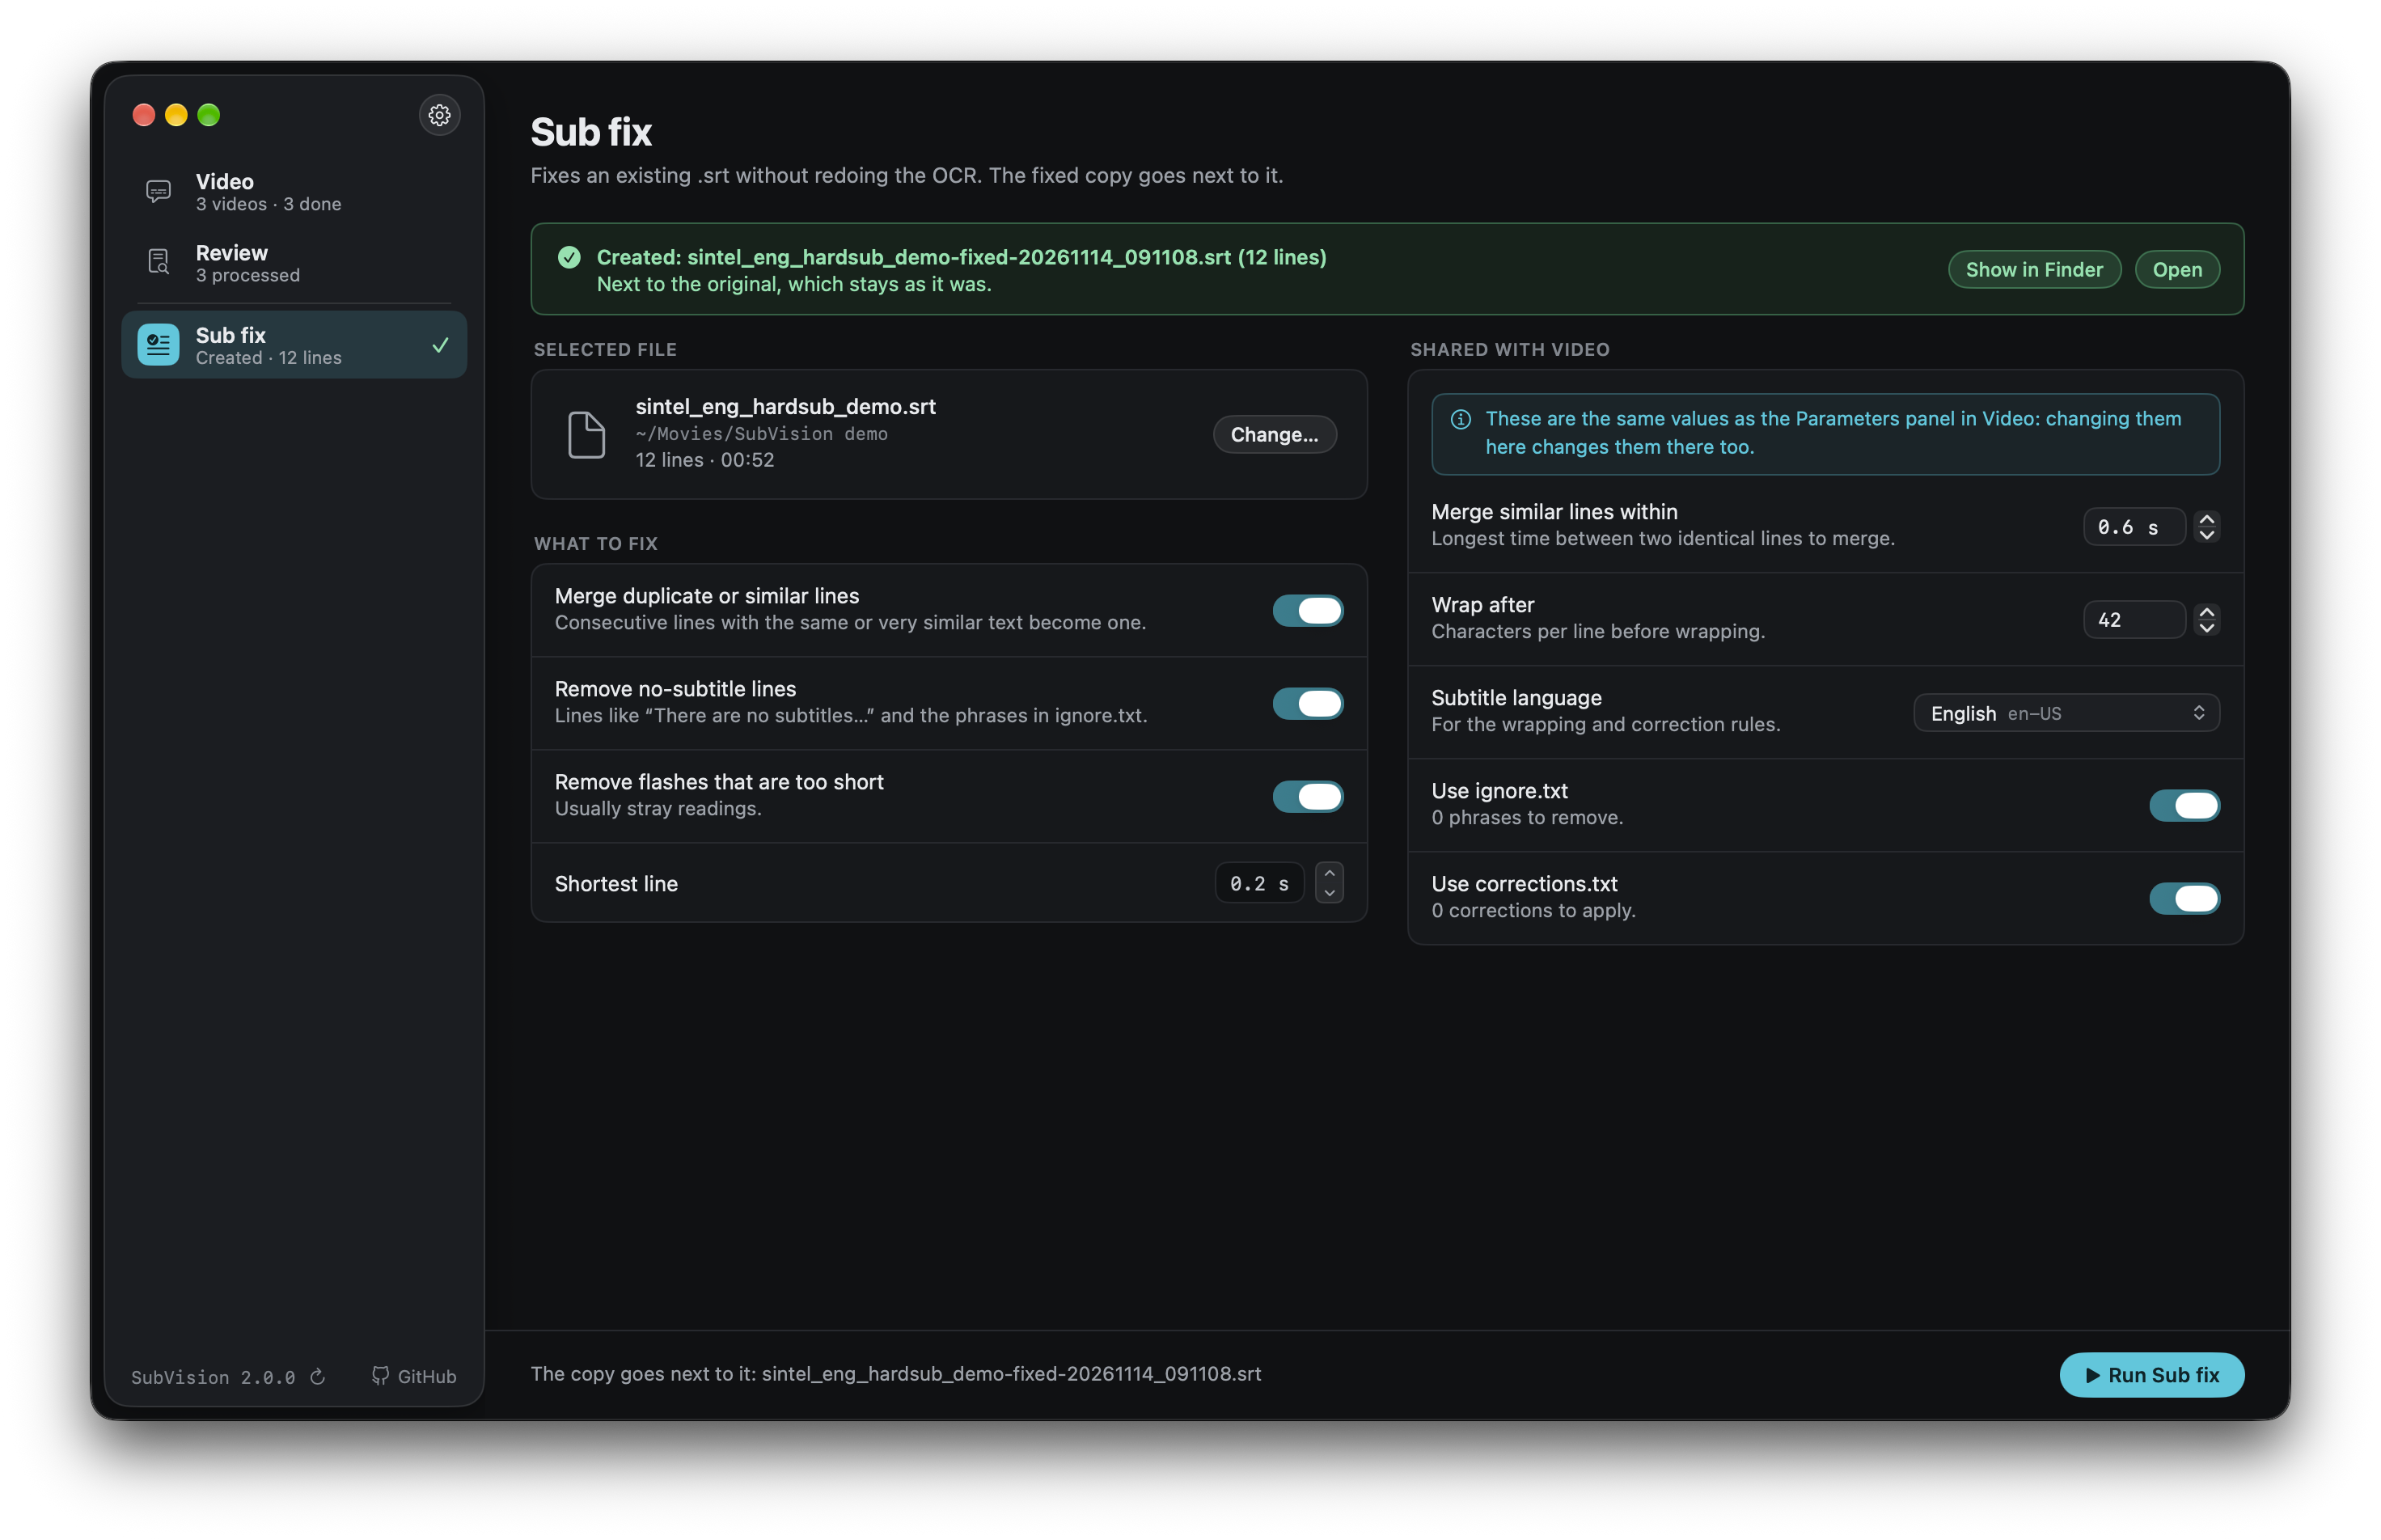 Video
3 videos · 3 done
Review
3 processed
Sub fix
Created · 12 lines
SubVision 2.0.0
GitHub
Sub fix
Fixes an existing .srt without redoing the OCR. The fixed copy goes next to it.
Created: sintel_eng_hardsub_demo-fixed-20261114_091108.srt (12 lines)
Next to the original, which stays as it was.
Show in Finder
Open
SELECTED FILE
sintel_eng_hardsub_demo.srt
~/Movies/SubVision demo
12 lines · 00:52
Change...
WHAT TO FIX
Merge duplicate or similar lines
Consecutive lines with the same or very similar text become one.
Remove no-subtitle lines
Lines like “There are no subtitles...” and the phrases in ignore.txt.
Remove flashes that are too short
Usually stray readings.
Shortest line
0.2 s
SHARED WITH VIDEO
These are the same values as the Parameters panel in Video: changing them
here changes them there too.
Merge similar lines within
Longest time between two identical lines to merge.
0.6 s
Wrap after
Characters per line before wrapping.
42
Subtitle language
For the wrapping and correction rules.
English en-US
Use ignore.txt
0 phrases to remove.
Use corrections.txt
0 corrections to apply.
The copy goes next to it: sintel_eng_hardsub_demo-fixed-20261114_091108.srt
Run Sub fix